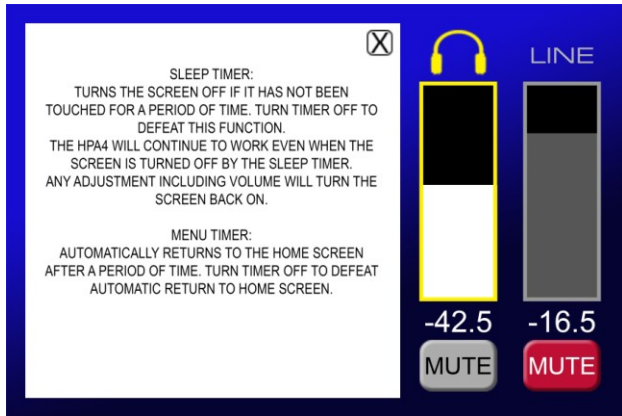 X
SLEEP TIMER:
TURNS THE SCREEN OFF IF IT HAS NOT BEEN
TOUCHED FOR A PERIOD OF TIME. TURN TIMER OFF TO
DEFEAT THIS FUNCTION.
THE HPA4 WILL CONTINUE TO WORK EVEN WHEN THE
SCREEN IS TURNED OFF BY THE SLEEP TIMER.
ANY ADJUSTMENT INCLUDING VOLUME WILL TURN THE
SCREEN BACK ON.
MENU TIMER:
AUTOMATICALLY RETURNS TO THE HOME SCREEN
AFTER A PERIOD OF TIME. TURN TIMER OFF TO DEFEAT
AUTOMATIC RETURN TO HOME SCREEN.
LINE
-42.5 -16.5
MUTE MUTE